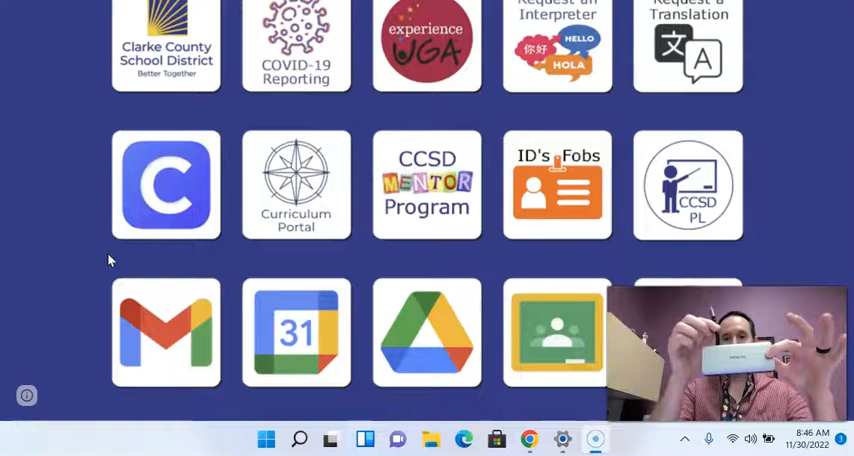 Clarke County
School District
Better Together
COVID-19
Reporting
experience
UGA
Request an
Interpreter
你好
HELLO
HOLA
Request a
Translation
文
A
C
Curriculum
Portal
CCSD
MENTOR
Program
ID's Fobs
CCSD
PL
31
8:46 AM
11/30/2022
3